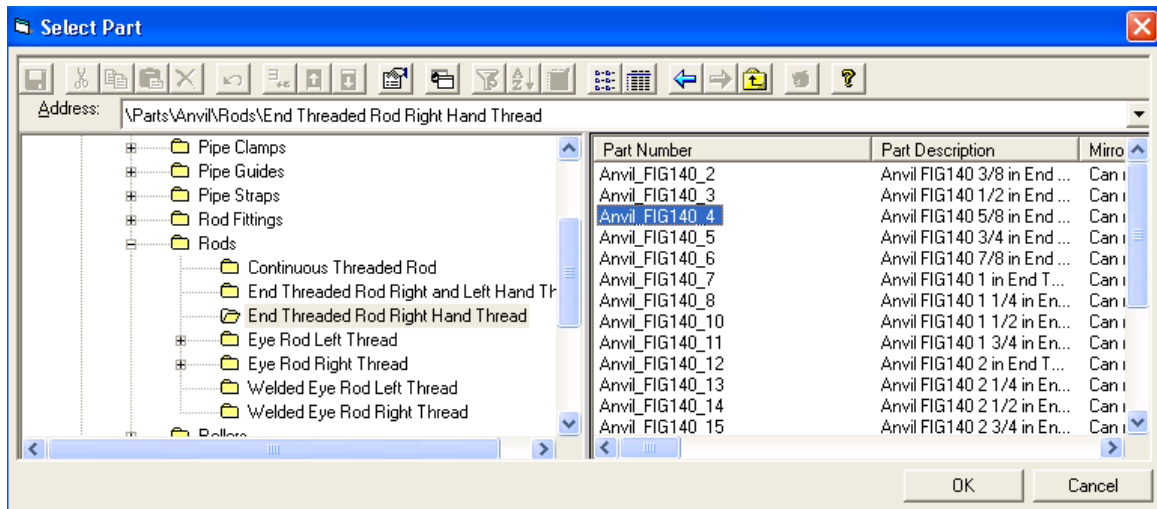 Select Part
Address: \Parts\Anvil\Rods\End Threaded Rod Right Hand Thread
Pipe Clamps
Pipe Guides
Pipe Straps
Rod Fittings
Rods
Continuous Threaded Rod
End Threaded Rod Right and Left Hand Th
End Threaded Rod Right Hand Thread
Eye Rod Left Thread
Eye Rod Right Thread
Welded Eye Rod Left Thread
Welded Eye Rod Right Thread
Rollers
Part Number Part Description Mirro
Anvil_FIG140_2 Anvil FIG140 3/8 in End ... Can
Anvil_FIG140_3 Anvil FIG140 1/2 in End ... Can
Anvil_FIG140_4 Anvil FIG140 5/8 in End ... Can
Anvil_FIG140_5 Anvil FIG140 3/4 in End ... Can
Anvil_FIG140_6 Anvil FIG140 7/8 in End ... Can
Anvil_FIG140_7 Anvil FIG140 1 in End T... Can
Anvil_FIG140_8 Anvil FIG140 1 1/4 in En... Can
Anvil_FIG140_10 Anvil FIG140 1 1/2 in En... Can
Anvil_FIG140_11 Anvil FIG140 1 3/4 in En... Can
Anvil_FIG140_12 Anvil FIG140 2 in End T... Can
Anvil_FIG140_13 Anvil FIG140 2 1/4 in En... Can
Anvil_FIG140_14 Anvil FIG140 2 1/2 in En... Can
Anvil_FIG140_15 Anvil FIG140 2 3/4 in En... Can
OK Cancel